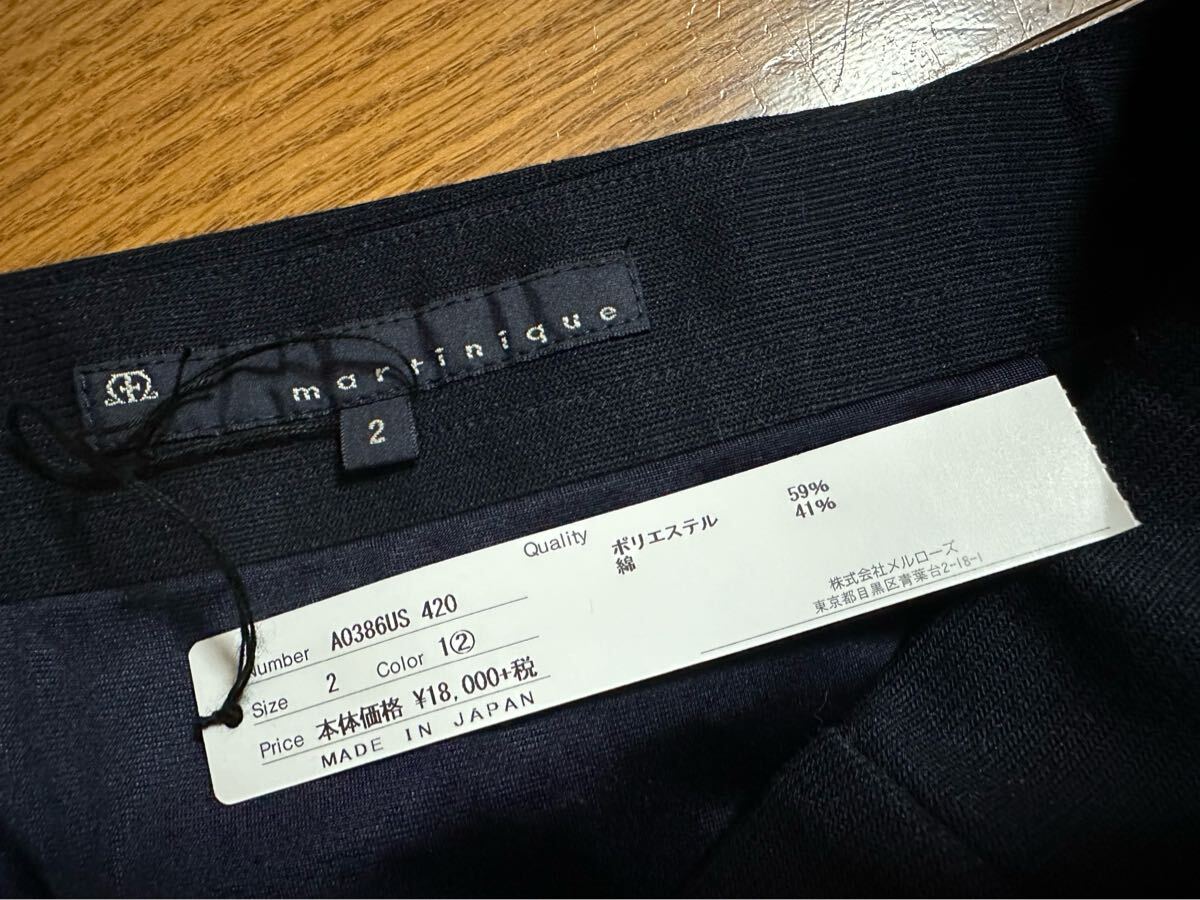 martinique
2
Number A0386US 420
Size 2 Color 1②
Price 本体価格 ¥18,000+税
MADE IN JAPAN
Quality ポリエステル 59%
綿 41%
株式会社メルローズ
東京都目黒区青葉台2-18-1